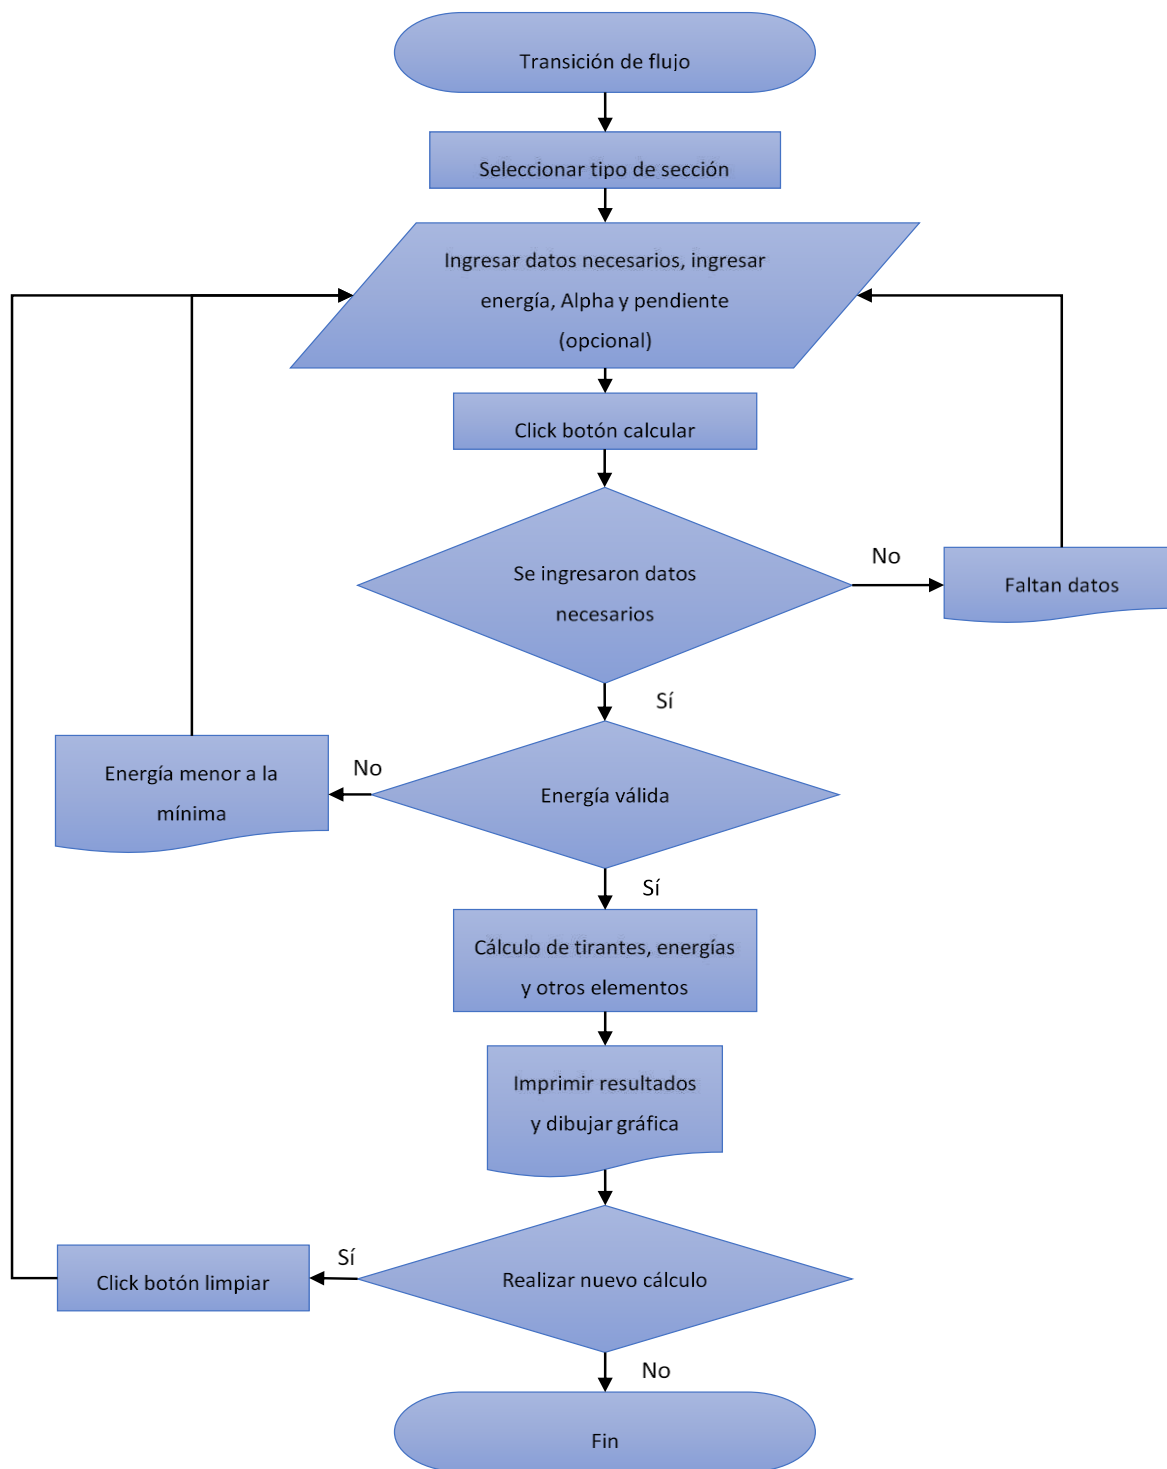 Transición de flujo
Seleccionar tipo de sección
Ingresar datos necesarios, ingresar
energía, Alpha y pendiente
(opcional)
Click botón calcular
Se ingresaron datos
necesarios
No
Faltan datos
Sí
Energía válida
No
Energía menor a la
mínima
Sí
Cálculo de tirantes, energías
y otros elementos
Imprimir resultados
y dibujar gráfica
Realizar nuevo cálculo
Sí
Click botón limpiar
No
Fin